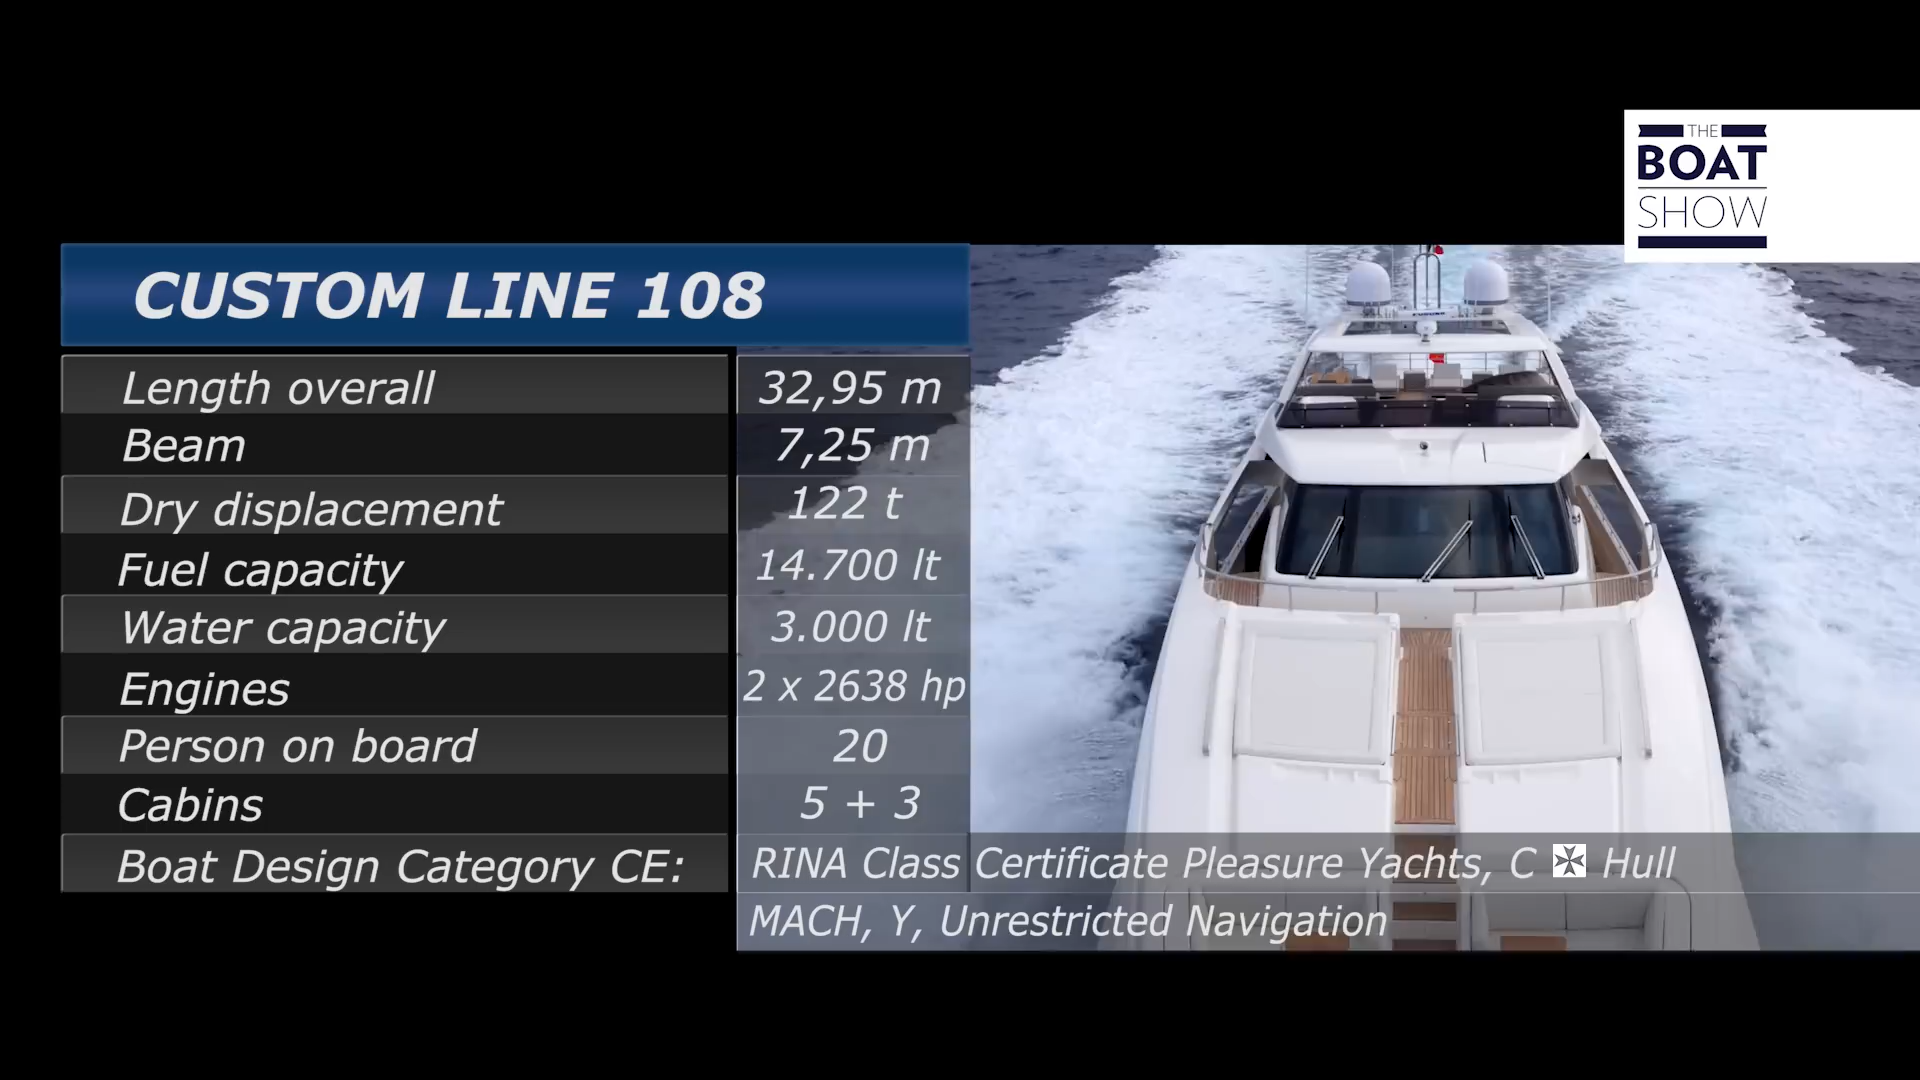 THE
BOAT
SHOW
CUSTOM LINE 108
Length overall 32,95 m
Beam 7,25 m
Dry displacement 122 t
Fuel capacity 14.700 lt
Water capacity 3.000 lt
Engines 2 x 2638 hp
Person on board 20
Cabins 5 + 3
Boat Design Category CE: RINA Class Certificate Pleasure Yachts, C ✠ Hull
MACH, Y, Unrestricted Navigation
FURUNO